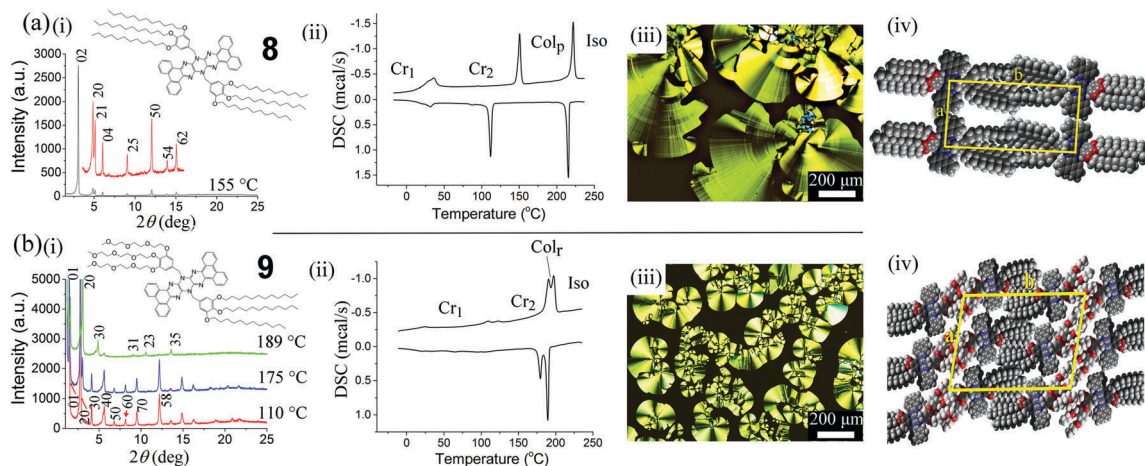 (a)
(i)
8
Intensity (a.u.)
3000
2500
2000
1500
1000
500
0
02
21
20
04
25
50
54
62
155 °C
5
10
15
20
25
2θ (deg)
(ii)
DSC (mcal/s)
-1.5
-1.0
-0.5
0.0
0.5
1.0
1.5
Cr1
Cr2
Colp
Iso
0
50
100
150
200
250
Temperature (°C)
(iii)
200 µm
(iv)
a
b
(b)
(i)
9
Intensity (a.u.)
5000
4000
3000
2000
1000
0
01
20
30
31
23
35
189 °C
175 °C
01
20
30
40
50
60
70
58
110 °C
5
10
15
20
25
2θ (deg)
(ii)
DSC (mcal/s)
-1.0
-0.5
0.0
0.5
1.0
Cr1
Cr2
Colr
Iso
0
50
100
150
200
235
Temperature (°C)
(iii)
200 µm
(iv)
a
b